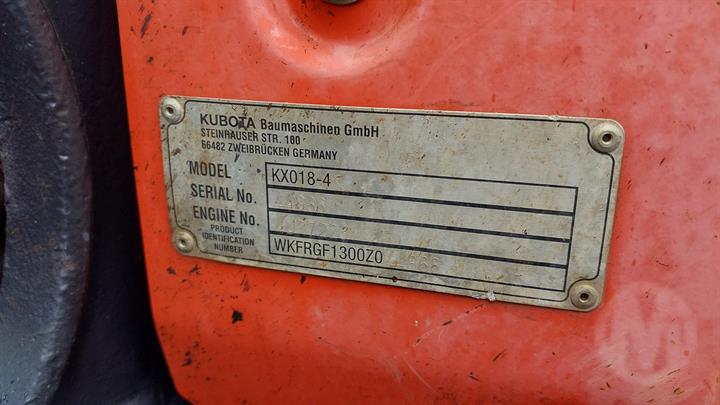 KUBOTA Baumaschinen GmbH
STEINHAUSER STR. 180
66482 ZWEIBRÜCKEN GERMANY
MODEL KX018-4
SERIAL No.
ENGINE No.
PRODUCT
IDENTIFICATION
NUMBER
WKFRGF1300Z0